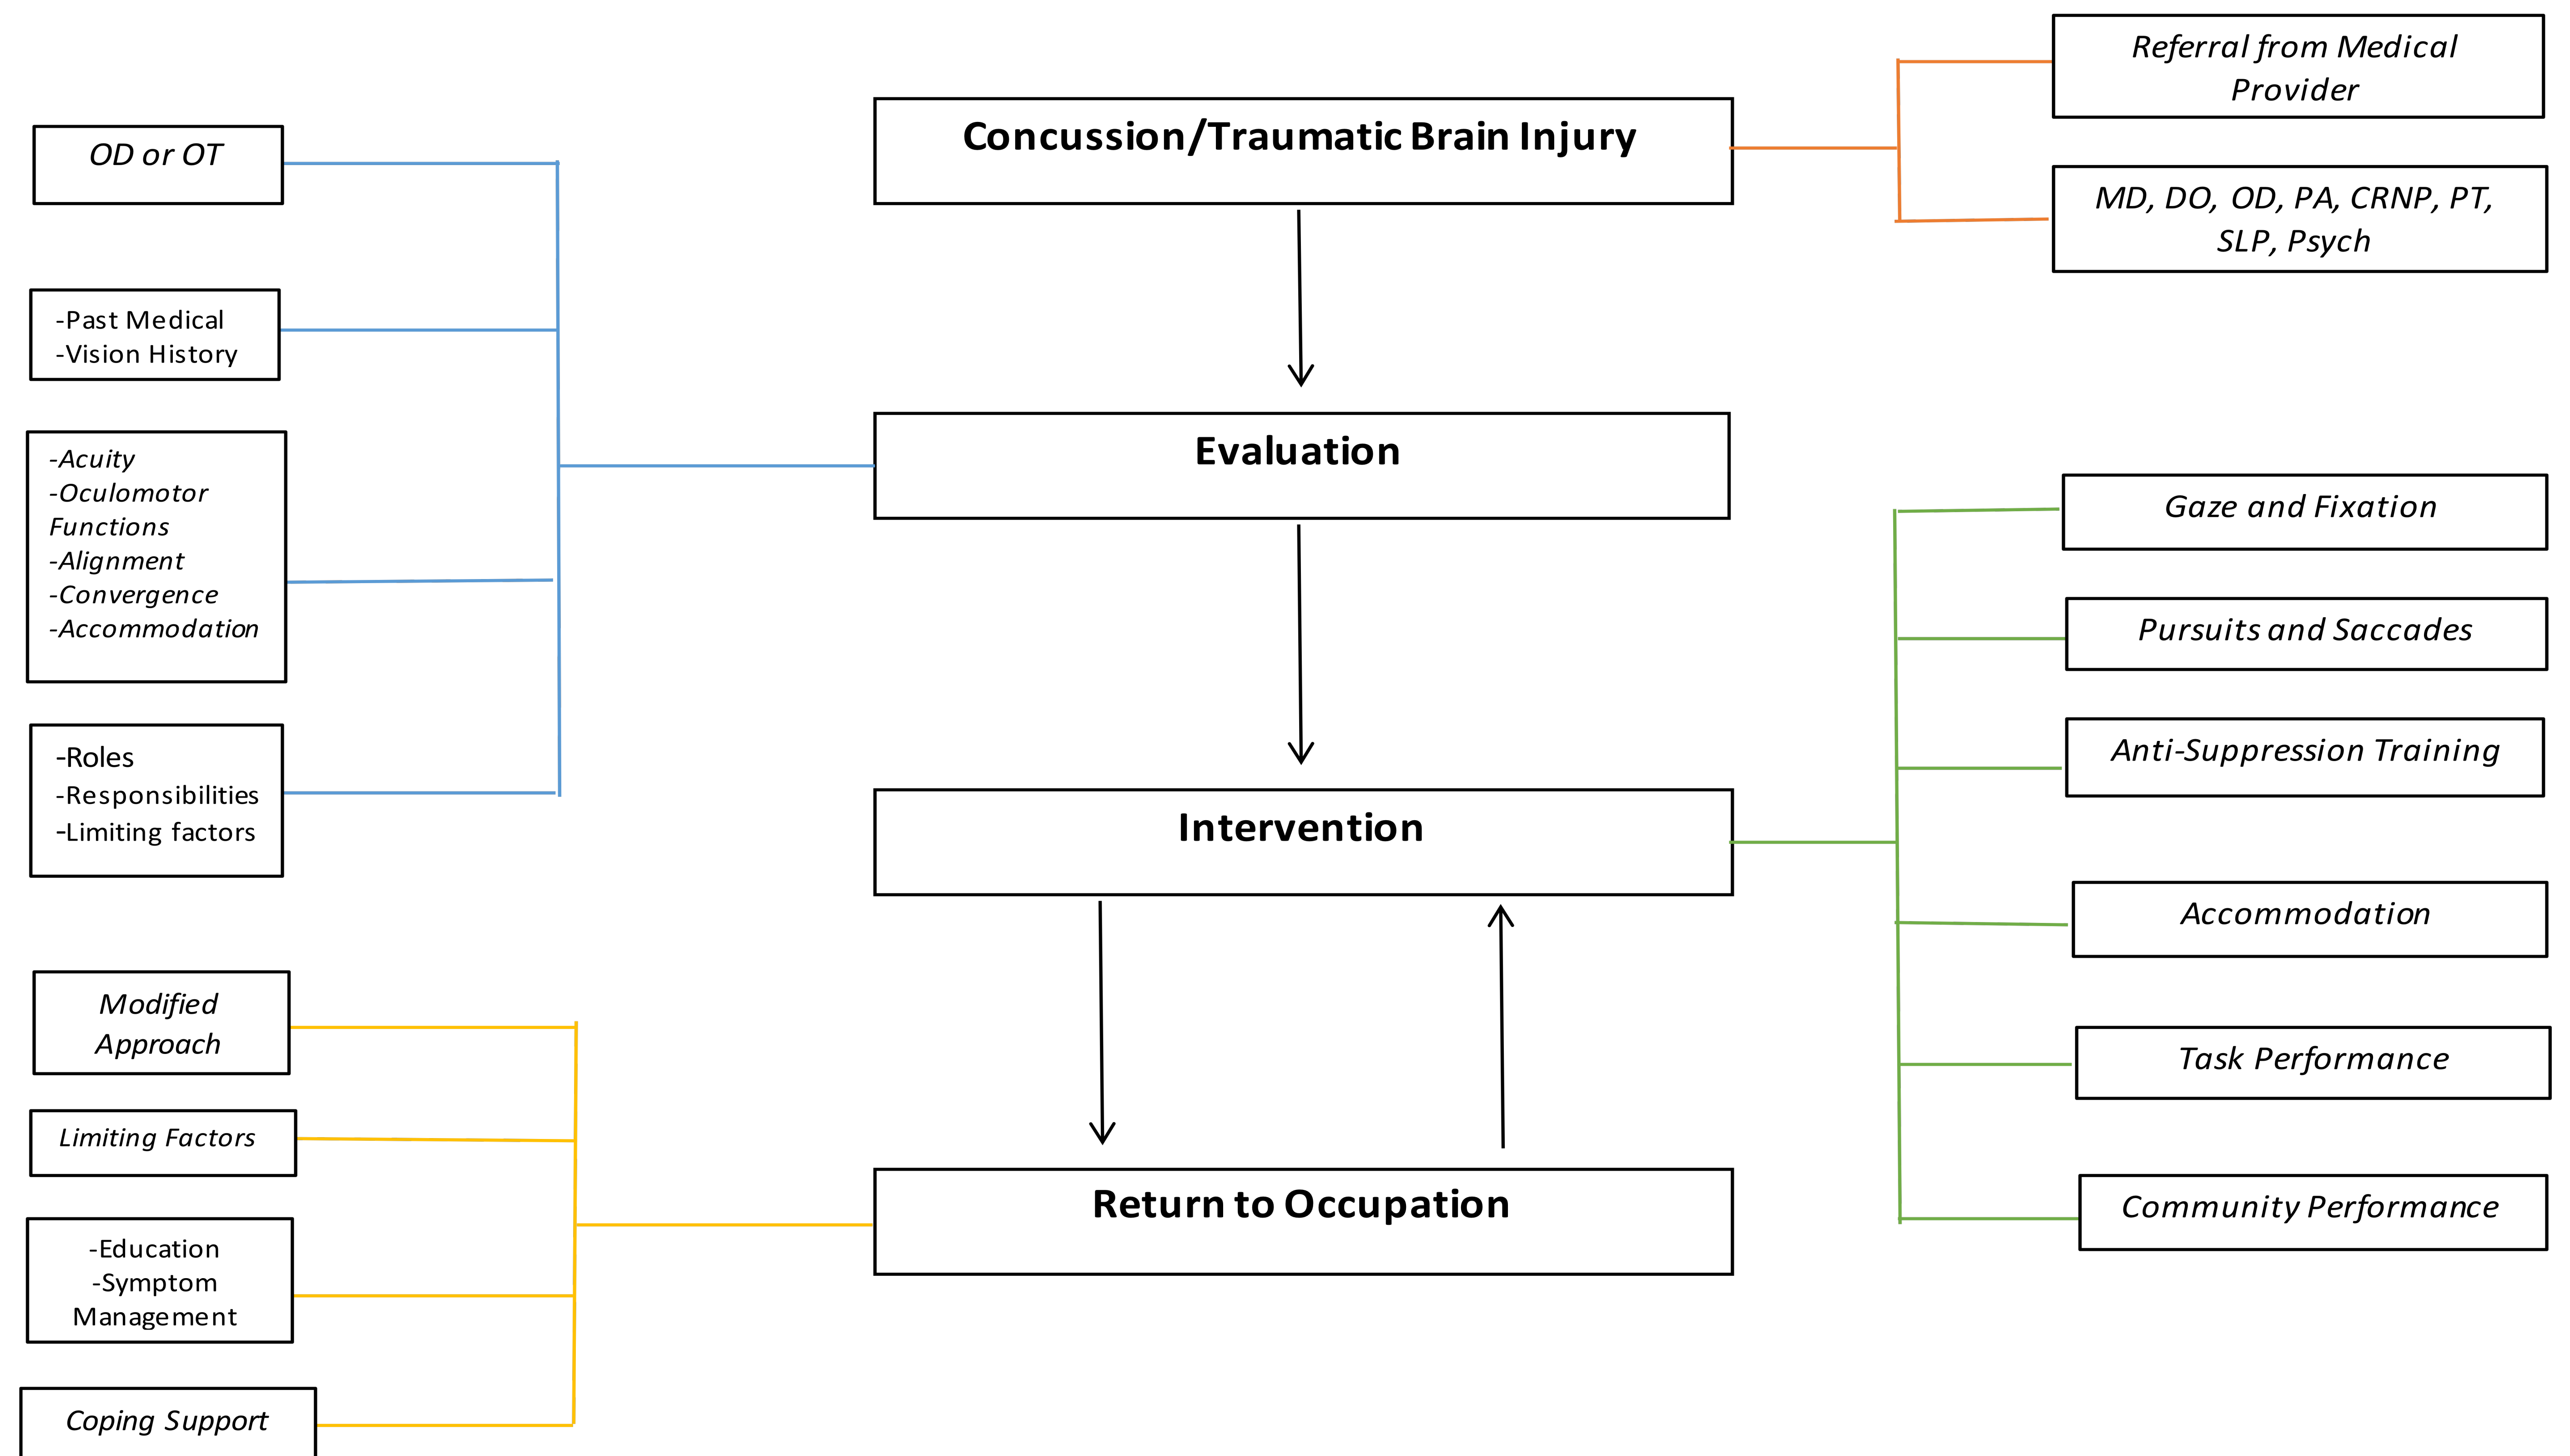 Concussion/Traumatic Brain Injury
Referral from Medical
Provider
MD, DO, OD, PA, CRNP, PT,
SLP, Psych
Evaluation
OD or OT
-Past Medical
-Vision History
-Acuity
-Oculomotor
Functions
-Alignment
-Convergence
-Accommodation
-Roles
-Responsibilities
-Limiting factors
Intervention
Gaze and Fixation
Pursuits and Saccades
Anti-Suppression Training
Accommodation
Task Performance
Community Performance
Return to Occupation
Modified
Approach
Limiting Factors
-Education
-Symptom
Management
Coping Support